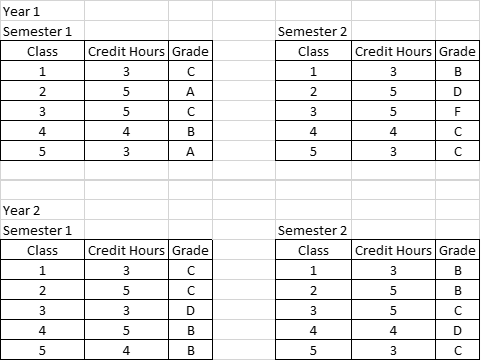 Year 1
Semester 1 Semester 2
Class Credit Hours Grade Class Credit Hours Grade
1 3 C 1 3 B
2 5 A 2 5 D
3 5 C 3 5 F
4 4 B 4 4 C
5 3 A 5 3 C
Year 2
Semester 1 Semester 2
Class Credit Hours Grade Class Credit Hours Grade
1 3 C 1 3 B
2 5 C 2 5 B
3 3 D 3 5 C
4 5 B 4 4 D
5 4 B 5 3 C